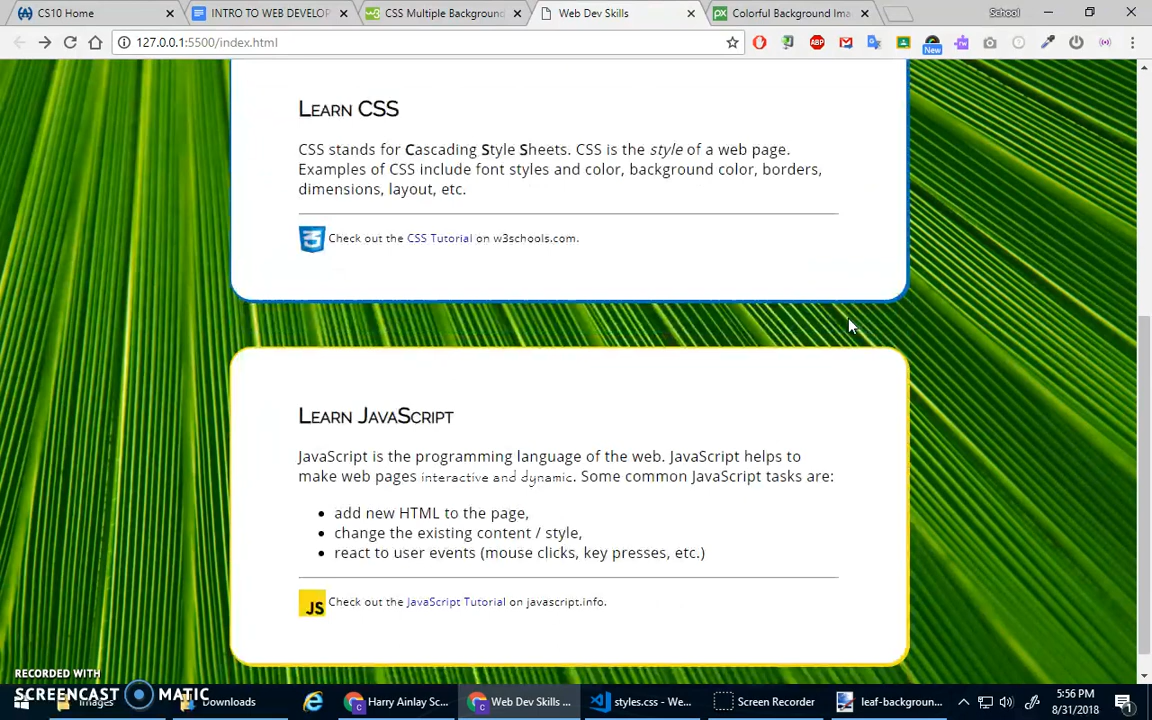 CS10 Home
INTRO TO WEB DEVELOP
CSS Multiple Background
Web Dev Skills
Colorful Background Ima
School
127.0.0.1:5500/index.html
ABP
New
LEARN CSS
CSS stands for Cascading Style Sheets. CSS is the style of a web page.
Examples of CSS include font styles and color, background color, borders,
dimensions, layout, etc.
Check out the CSS Tutorial on w3schools.com.
LEARN JAVASCRIPT
JavaScript is the programming language of the web. JavaScript helps to
make web pages interactive and dynamic. Some common JavaScript tasks are:
add new HTML to the page,
change the existing content / style,
react to user events (mouse clicks, key presses, etc.)
JS Check out the JavaScript Tutorial on javascript.info.
RECORDED WITH
SCREENCAST MATIC
Images
Downloads
Harry Ainlay Sc...
Web Dev Skills ...
styles.css - We...
Screen Recorder
leaf-backgroun...
5:56 PM
8/31/2018
1